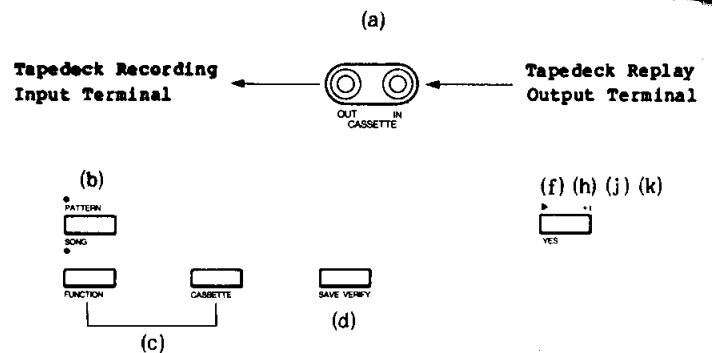 (a)
Tapedeck Recording
Input Terminal
Tapedeck Replay
Output Terminal
OUT IN
CASSETTE
(b)
PATTERN
SONG
(f) (h) (j) (k)
▶ +1
YES
FUNCTION
CASSETTE
SAVE VERIFY
(c)
(d)